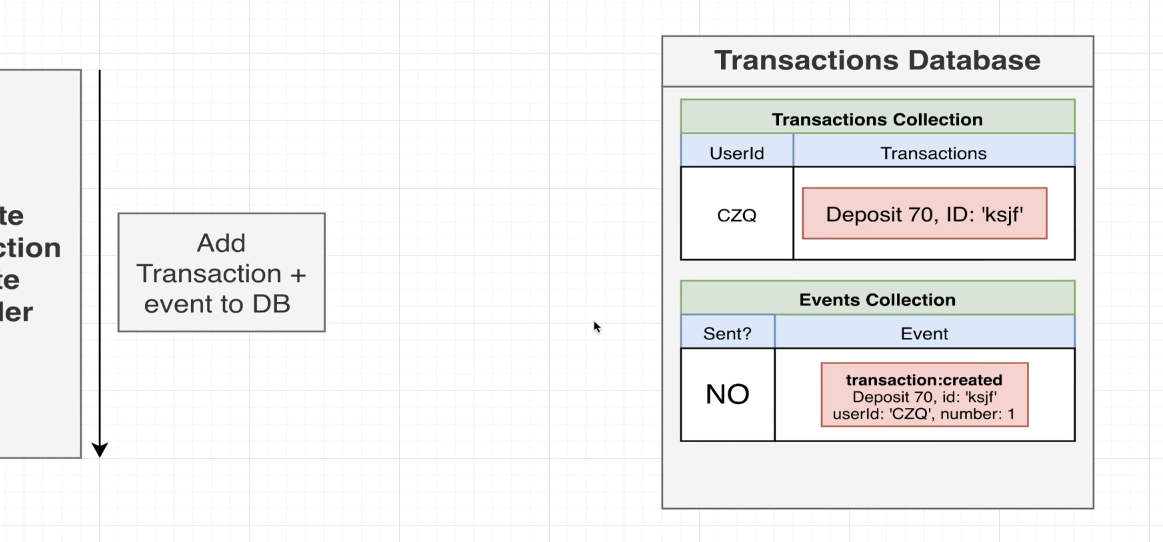 te
ction
te
ler
Add
Transaction +
event to DB
Transactions Database
Transactions Collection
UserId
Transactions
CZQ
Deposit 70, ID: 'ksjf'
Events Collection
Sent?
Event
NO
transaction:created
Deposit 70, id: 'ksjf'
userId: 'CZQ', number: 1